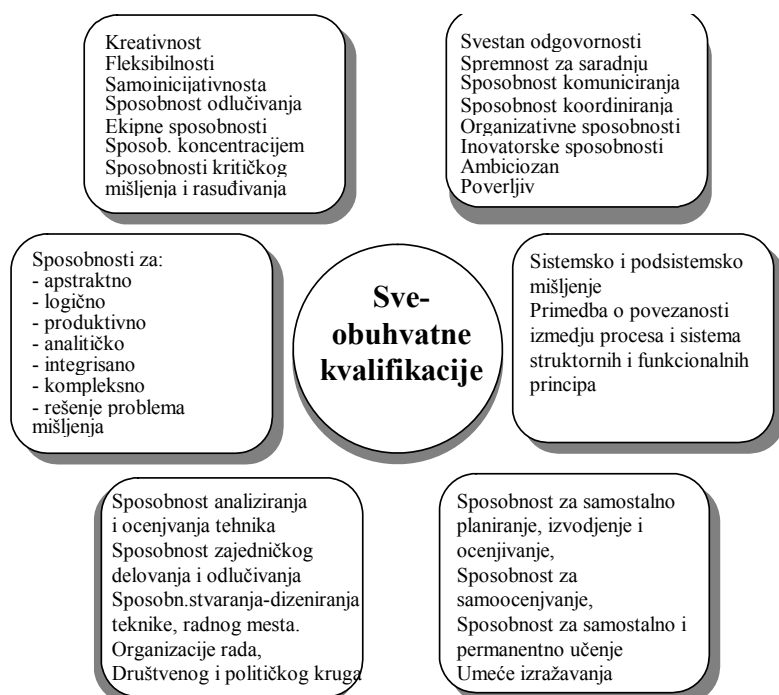 Kreativnost
Fleksibilnosti
Samoinicijativnosta
Sposobnost odlučivanja
Ekipne sposobnosti
Sposob. koncentracijem
Sposobnosti kritičkog
mišljenja i rasuđivanja
Svestan odgovornosti
Spremnost za saradnju
Sposobnost komuniciranja
Sposobnost koordiniranja
Organizativne sposobnosti
Inovatorske sposobnosti
Ambiciozan
Poverljiv
Sposobnosti za:
- apstraktno
- logično
- produktivno
- analitičko
- integrisano
- kompleksno
- rešenje problema
mišljenja
Sve-
obuhvatne
kvalifikacije
Sistemsko i podsistemsko
mišljenje
Primedba o povezanosti
izmedju procesa i sistema
struktornih i funkcionalnih
principa
Sposobnost analiziranja
i ocenjvanja tehnika
Sposobnost zajedničkog
delovanja i odlučivanja
Sposobn.stvaranja-dizeniranja
teknike, radnog mesta.
Organizacije rada,
Društvenog i političkog kruga
Sposobnost za samostalno
planiranje, izvodjenje i
ocenjivanje,
Sposobnost za
samoocenjvanje,
Sposobnost za samostalno i
permanentno učenje
Umeće izražavanja